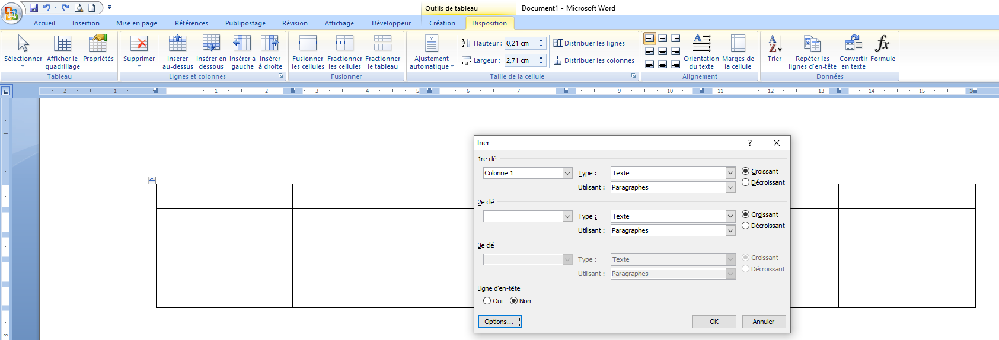 Outils de tableau Document1 - Microsoft Word
Accueil Insertion Mise en page Références Publipostage Révision Affichage Développeur Création Disposition
Sélectionner Afficher le quadrillage Propriétés
Tableau
Supprimer Insérer au-dessus Insérer en dessous Insérer à gauche Insérer à droite
Lignes et colonnes
Fusionner les cellules Fractionner les cellules Fractionner le tableau
Fusionner
Ajustement automatique
Hauteur : 0,21 cm Distribuer les lignes
Largeur : 2,71 cm Distribuer les colonnes
Taille de la cellule
Orientation du texte Marges de la cellule
Alignement
A Z Trier Répéter les lignes d'en-tête Convertir en texte fx Formule
Données
L 2 1 1 2 3 4 5 6 7 9 10 11 12 13 14 15
1
3
Trier ?
1re clé
Colonne 1 Type : Texte Croissant
Utilisant : Paragraphes Décroissant
2e clé
Type : Texte Croissant
Utilisant : Paragraphes Décroissant
3e clé
Type : Texte Croissant
Utilisant : Paragraphes Décroissant
Ligne d'en-tête
Oui Non
Options... OK Annuler